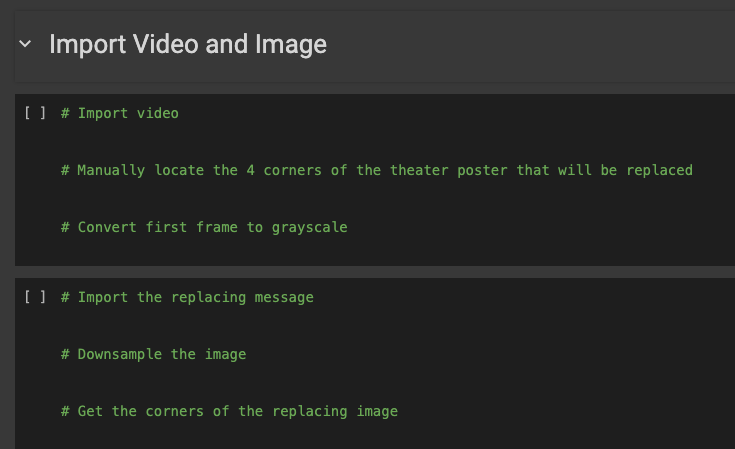 Import Video and Image
[ ] # Import video
# Manually locate the 4 corners of the theater poster that will be replaced
# Convert first frame to grayscale
[ ] # Import the replacing message
# Downsample the image
# Get the corners of the replacing image